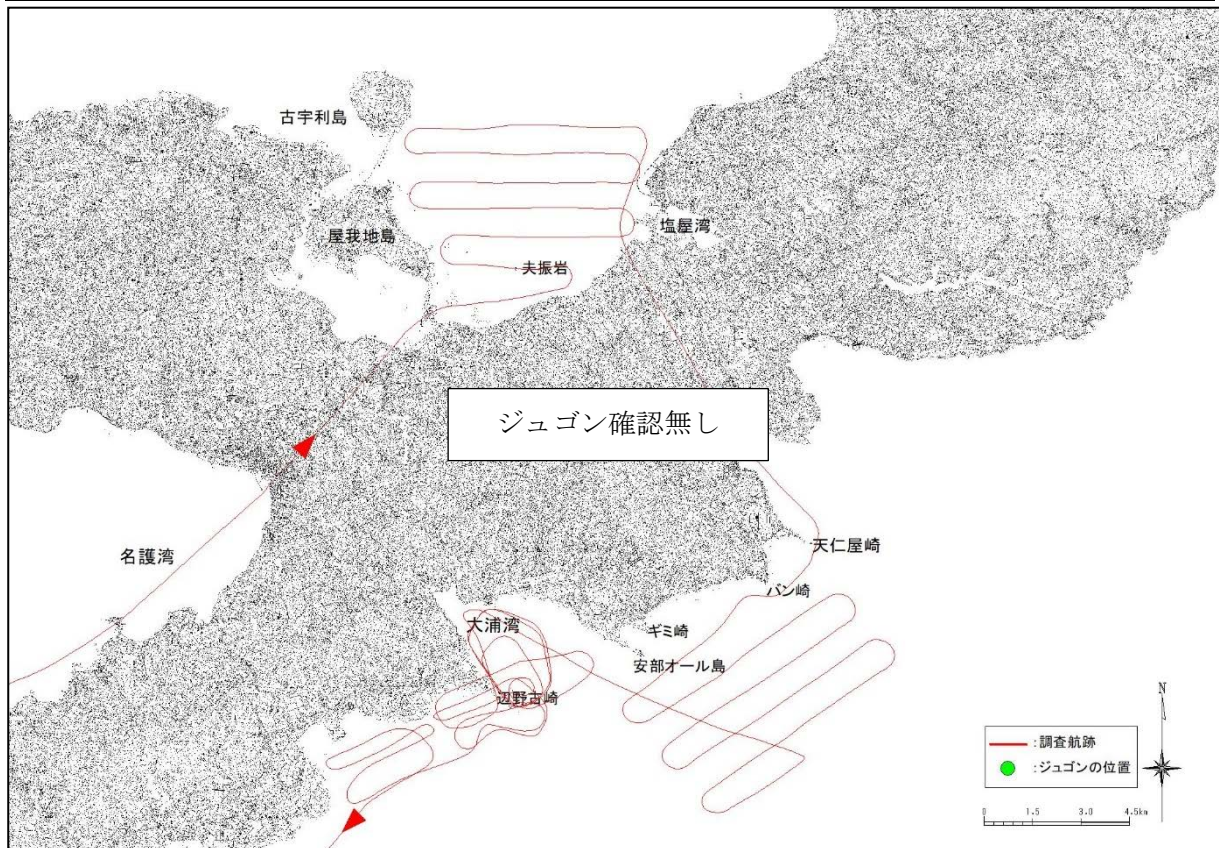 古宇利島
屋我地島
夫振岩
塩屋湾
ジュゴン確認無し
名護湾
天仁屋崎
バン崎
大浦湾
ギミ崎
安部オール島
辺野古崎
N
:調査航跡
:ジュゴンの位置
0 1.5 3.0 4.5km